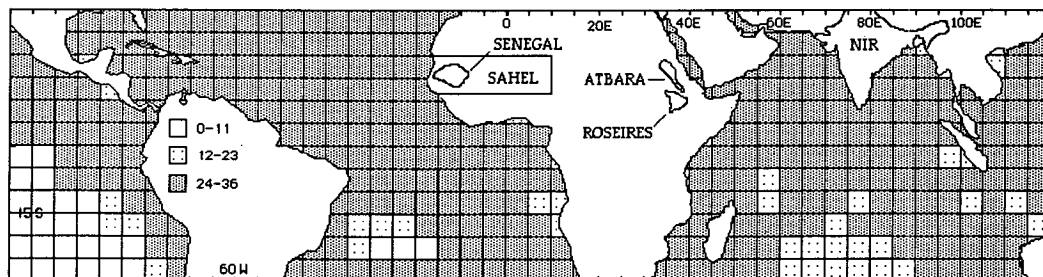 0 20E 40E 60E 80E 100E
SENEGAL
NIR
SAHEL
ATBARA
ROSEIRES
0-11
12-23
24-36
15S
60W